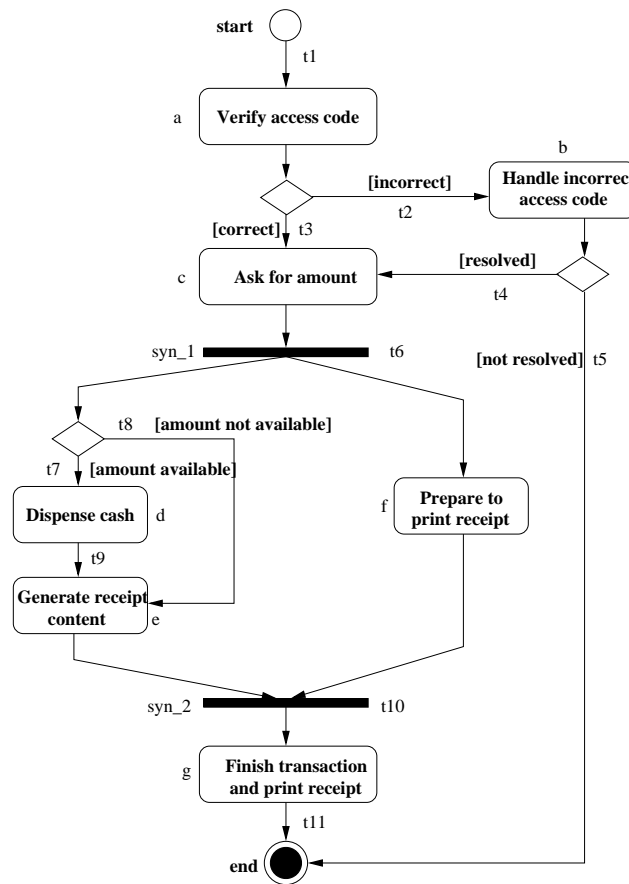 start
t1
a
Verify access code
b
Handle incorrec
access code
[incorrect]
t2
[correct]
t3
c
Ask for amount
[resolved]
t4
syn_1
t6
[not resolved]
t5
t8
[amount not available]
t7
[amount available]
Dispense cash
d
f
Prepare to
print receipt
t9
Generate receipt
content
e
syn_2
t10
g
Finish transaction
and print receipt
t11
end